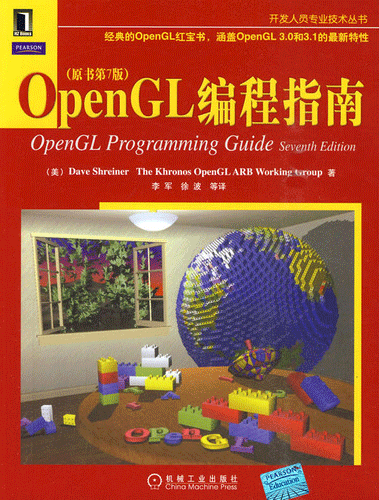 开发人员专业技术丛书
经典的OpenGL红宝书，涵盖OpenGL 3.0和3.1的最新特性
PEARSON
（原书第7版）
OpenGL编程指南
OpenGL Programming Guide Seventh Edition
（美） Dave Shreiner The Khronos OpenGL ARB Working Group 著
李军 徐波 等译
OPENGL
机械工业出版社
China Machine Press
PEARSON
Education